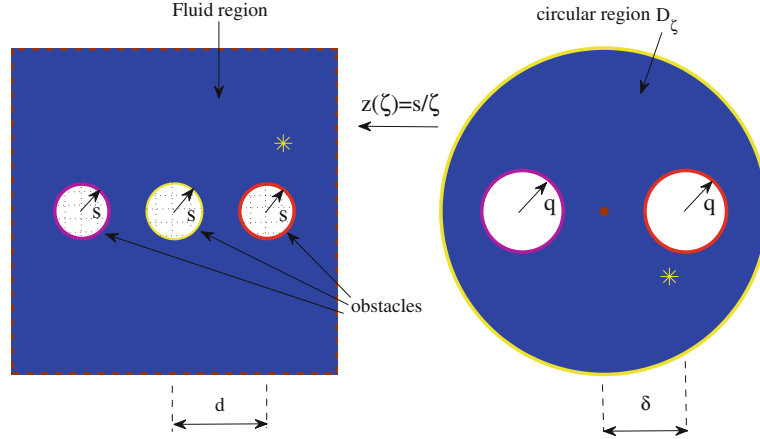 Fluid region
circular region D_ζ
z(ζ)=s/ζ
s
s
s
q
q
obstacles
d
δ